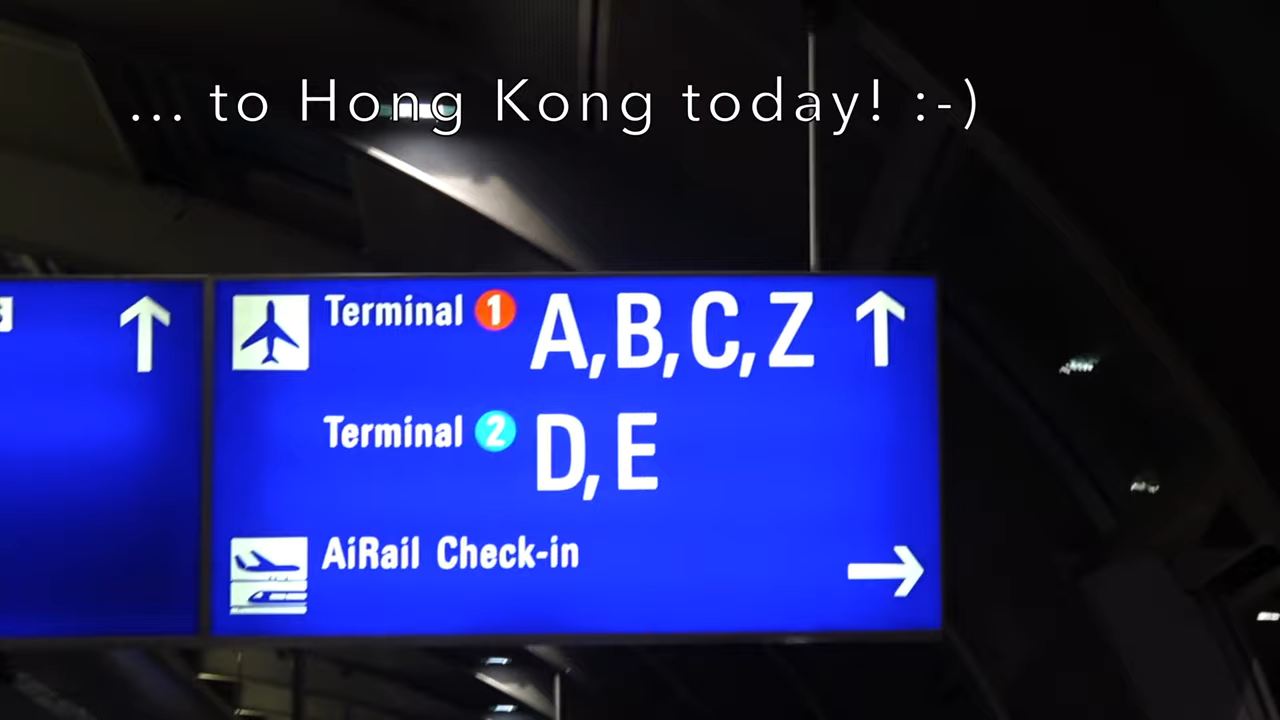 ... to Hong Kong today! :-)
Terminal 1 A, B, C, Z
Terminal 2 D, E
AiRail Check-in